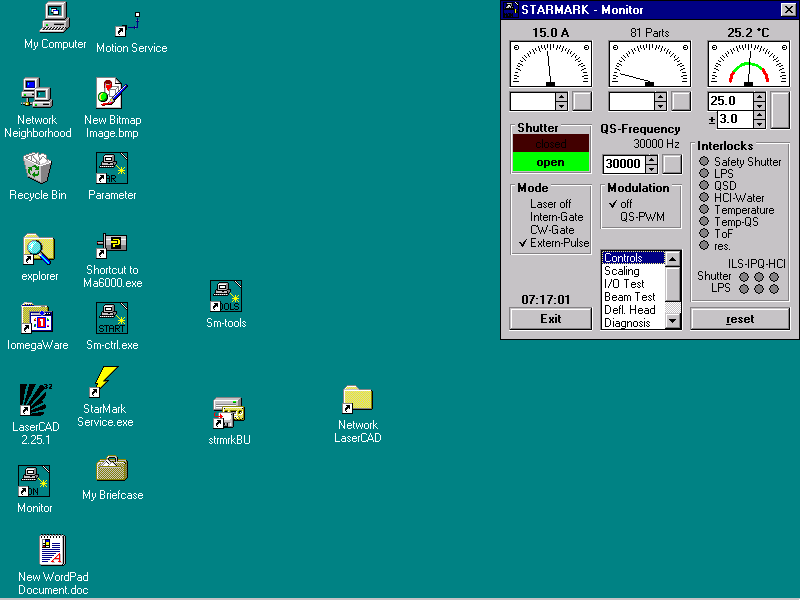 My Computer
Motion Service
Network
Neighborhood
New Bitmap
Image.bmp
Recycle Bin
Parameter
explorer
Shortcut to
Ma6000.exe
IomegaWare
START
Sm-ctrl.exe
Sm-tools
LaserCAD
2.25.1
StarMark
Service.exe
strmrkBU
Network
LaserCAD
Monitor
My Briefcase
New WordPad
Document.doc
STARMARK - Monitor
15.0 A
81 Parts
25.2 °C
25.0
± 3.0
Shutter
closed
open
QS-Frequency
30000 Hz
30000
Mode
Laser off
Intern-Gate
CW-Gate
Extern-Pulse
Modulation
off
QS-PWM
Interlocks
Safety Shutter
LPS
QSD
HCI-Water
Temperature
Temp-QS
ToF
res.
ILS-IPQ-HCI
Shutter
LPS
Controls
Scaling
I/O Test
Beam Test
Defl. Head
Diagnosis
07:17:01
Exit
reset